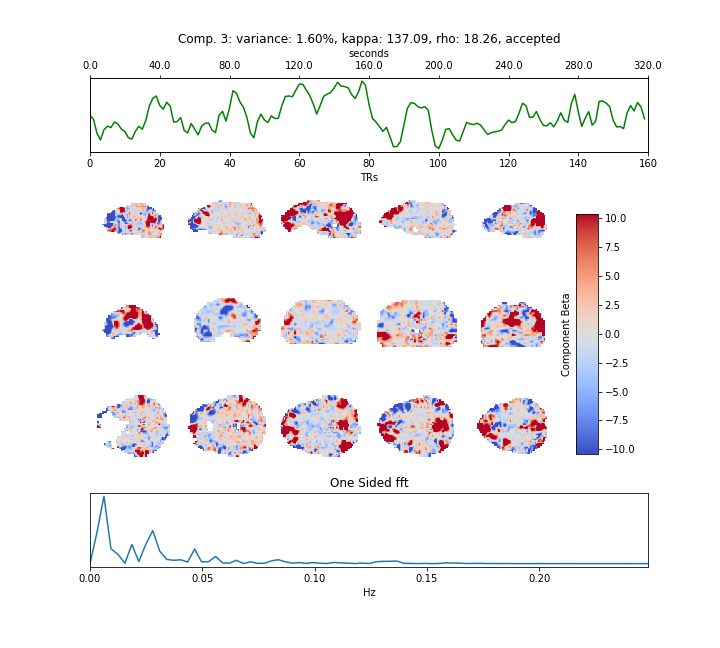 Comp. 3: variance: 1.60%, kappa: 137.09, rho: 18.26, accepted
seconds
0.0 40.0 80.0 120.0 160.0 200.0 240.0 280.0 320.0
0 20 40 60 80 100 120 140 160
TRs
10.0
7.5
5.0
2.5
0.0
−2.5
−5.0
−7.5
−10.0
Component Beta
One Sided fft
0.00 0.05 0.10 0.15 0.20
Hz